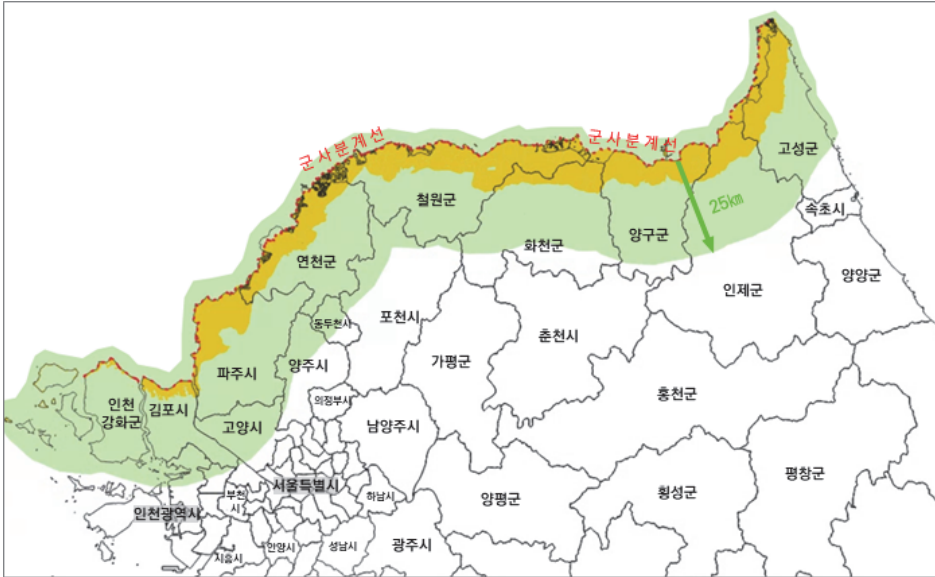 군사분계선
군사분계선
고성군
25㎞
속초시
철원군
양구군
화천군
연천군
인제군
양양군
포천시
동두천시
춘천시
양주시
가평군
파주시
홍천군
의정부시
인천
강화군
김포시
고양시
남양주시
평창군
서울특별시
부천
시
하남시
양평군
횡성군
인천광역시
시흥시
안양시
성남시
광주시